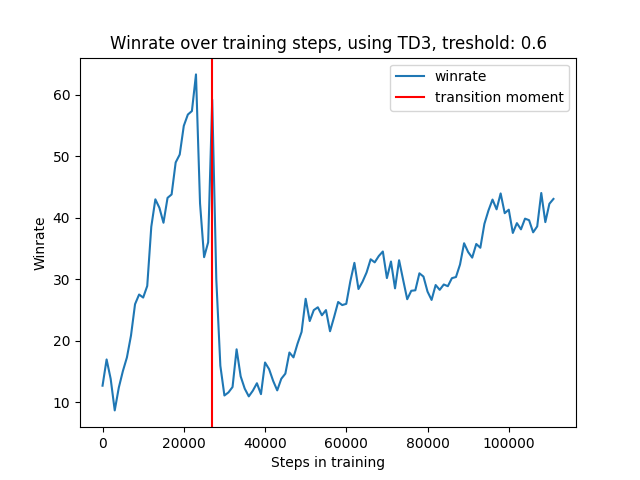 Winrate over training steps, using TD3, treshold: 0.6
winrate
transition moment
Winrate
60
50
40
30
20
10
0 20000 40000 60000 80000 100000
Steps in training